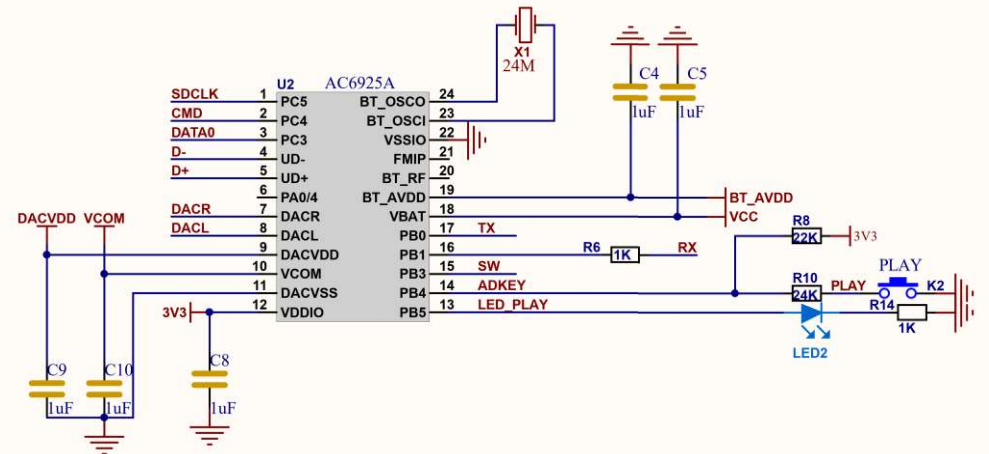 X1
24M
U2 AC6925A
C4 C5
1uF 1uF
SDCLK 1 PC5 BT_OSCO 24
CMD 2 PC4 BT_OSCI 23
DATA0 3 PC3 VSSIO 22
D- 4 UD- FMIP 21
D+ 5 UD+ BT_RF 20
6 PA0/4 BT_AVDD 19 BT_AVDD
DACR 7 DACR VBAT 18 VCC
DACL 8 DACL PB0 17 TX
DACVDD VCOM
9 DACVDD PB1 16 R6 1K RX
10 VCOM PB3 15 SW
11 DACVSS PB4 14 ADKEY
3V3 12 VDDIO PB5 13 LED_PLAY
R8
22K 3V3
R10 PLAY PLAY K2
24K
R14
1K
LED2
C9 C10 C8
1uF 1uF 1uF